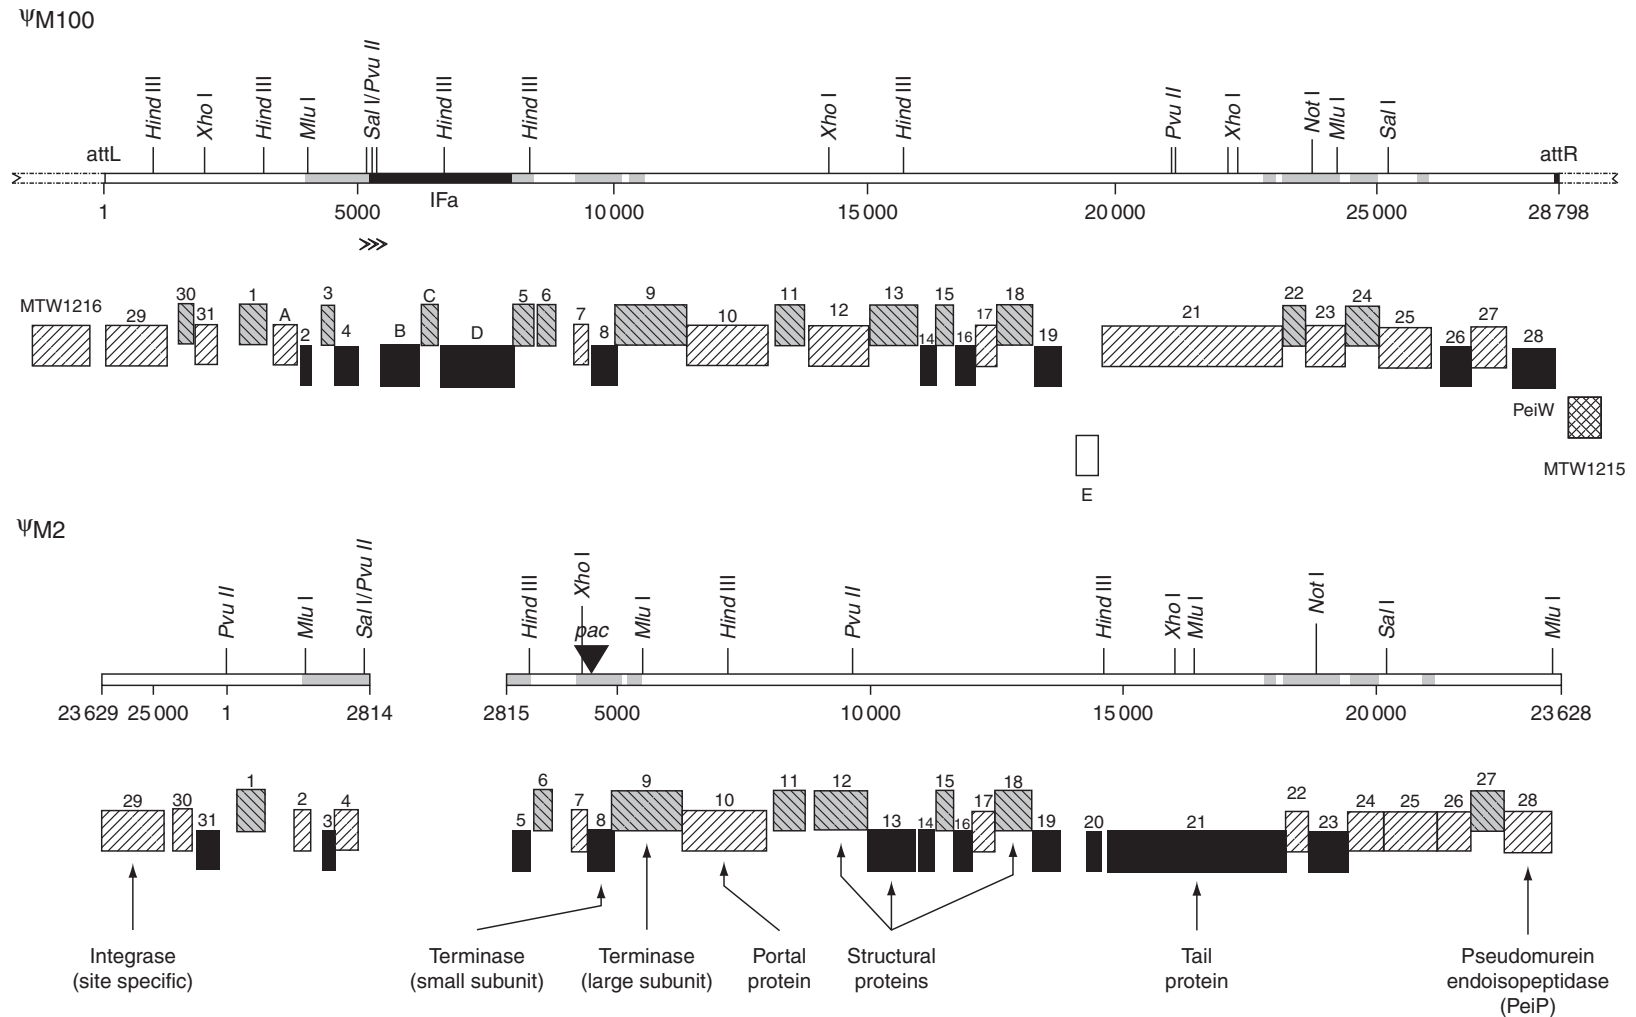 ΨM100
Hind III
Xho I
Hind III
Mlu I
Sal I/Pvu II
Hind III
Hind III
Xho I
Hind III
Pvu II
Xho I
Not I
Mlu I
Sal I
attL
attR
IFa
1
5000
10 000
15 000
20 000
25 000
28 798
>>>
MTW1216
29
30
31
1
A
2
3
4
B
C
D
5
6
7
8
9
10
11
12
13
14
15
16
17
18
19
21
22
23
24
25
26
27
28
PeiW
MTW1215
E
ΨM2
Pvu II
Mlu I
Sal I/Pvu II
Hind III
Xho I
pac
Mlu I
Hind III
Pvu II
Hind III
Xho I
Mlu I
Not I
Sal I
Mlu I
23 629
25 000
1
2814
2815
5000
10 000
15 000
20 000
23 628
29
30
31
1
2
3
4
5
6
7
8
9
10
11
12
13
14
15
16
17
18
19
20
21
22
23
24
25
26
27
28
Integrase
(site specific)
Terminase
(small subunit)
Terminase
(large subunit)
Portal
protein
Structural
proteins
Tail
protein
Pseudomurein
endoisopeptidase
(PeiP)